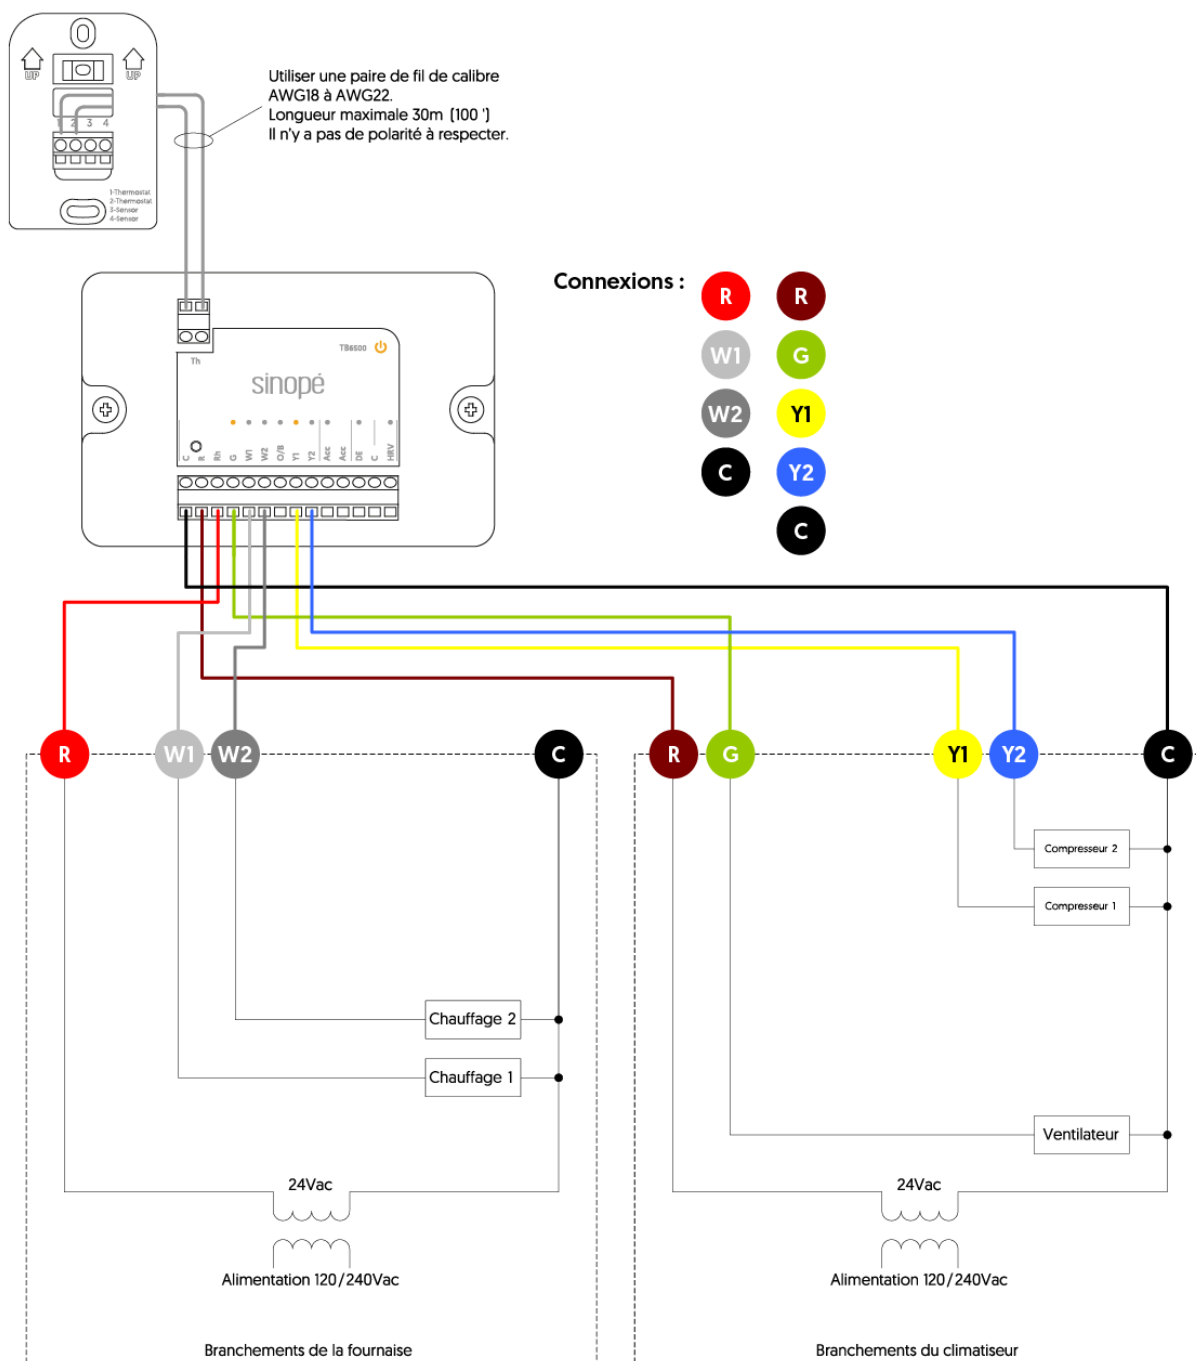 UP
UP
1 2 3 4
1-Thermostat
2-Thermostat
3-Sensor
4-Sensor
Utiliser une paire de fil de calibre
AWG18 à AWG22.
Longueur maximale 30m (100 ')
Il n'y a pas de polarité à respecter.
Connexions :
R R
W1 G
W2 Y1
C Y2
C
Th
TB6500
sinopé
C R Rh G W1 W2 O/B Y1 Y2 Acc Acc DE C HRV
R W1 W2 C
R G Y1 Y2 C
Compresseur 2
Compresseur 1
Chauffage 2
Chauffage 1
Ventilateur
24Vac
24Vac
Alimentation 120/240Vac
Alimentation 120/240Vac
Branchements de la fournaise
Branchements du climatiseur